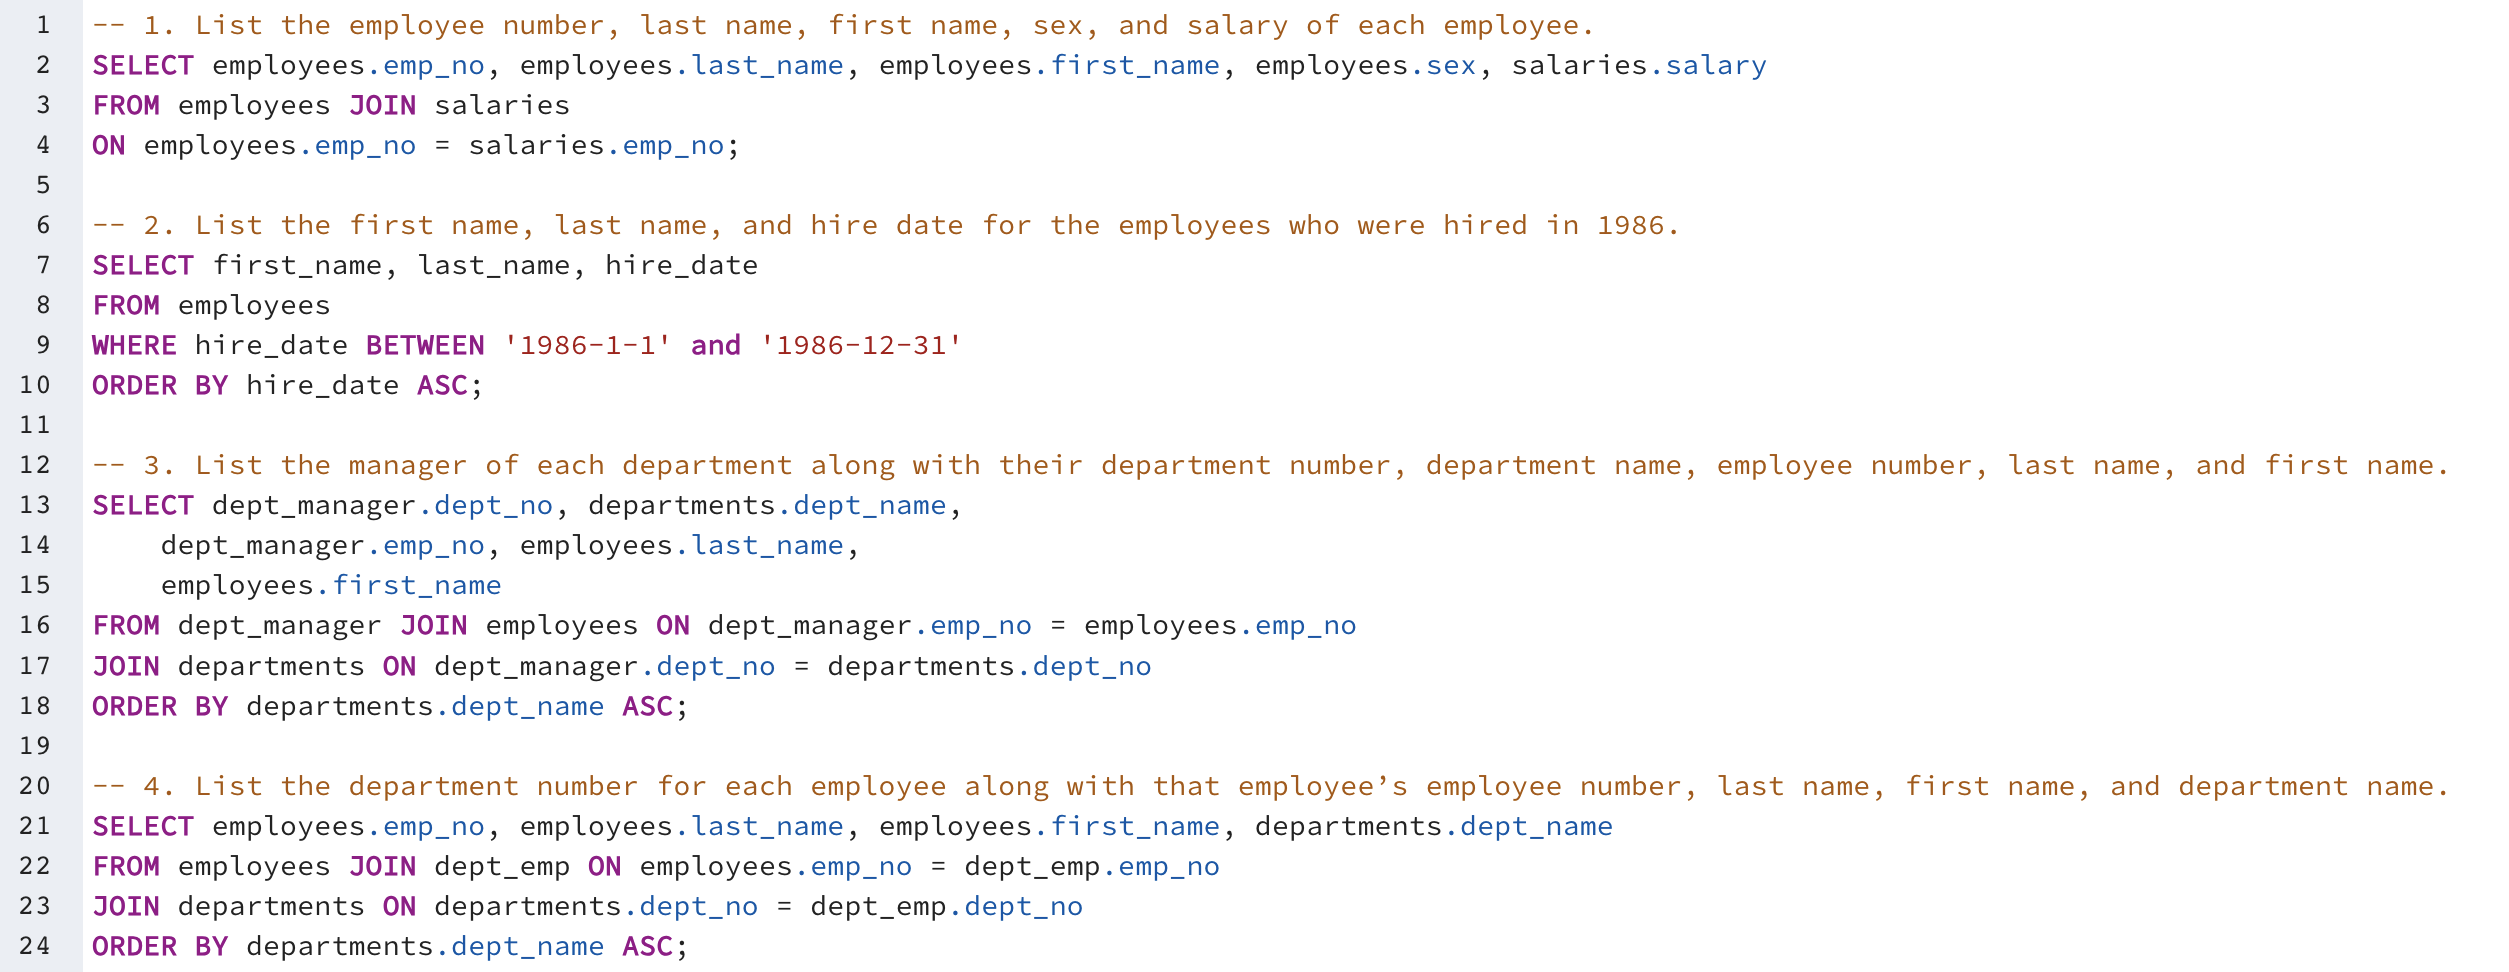 1 -- 1. List the employee number, last name, first name, sex, and salary of each employee.
2 SELECT employees.emp_no, employees.last_name, employees.first_name, employees.sex, salaries.salary
3 FROM employees JOIN salaries
4 ON employees.emp_no = salaries.emp_no;
5
6 -- 2. List the first name, last name, and hire date for the employees who were hired in 1986.
7 SELECT first_name, last_name, hire_date
8 FROM employees
9 WHERE hire_date BETWEEN '1986-1-1' and '1986-12-31'
10 ORDER BY hire_date ASC;
11
12 -- 3. List the manager of each department along with their department number, department name, employee number, last name, and first name.
13 SELECT dept_manager.dept_no, departments.dept_name,
14     dept_manager.emp_no, employees.last_name,
15     employees.first_name
16 FROM dept_manager JOIN employees ON dept_manager.emp_no = employees.emp_no
17 JOIN departments ON dept_manager.dept_no = departments.dept_no
18 ORDER BY departments.dept_name ASC;
19
20 -- 4. List the department number for each employee along with that employee’s employee number, last name, first name, and department name.
21 SELECT employees.emp_no, employees.last_name, employees.first_name, departments.dept_name
22 FROM employees JOIN dept_emp ON employees.emp_no = dept_emp.emp_no
23 JOIN departments ON departments.dept_no = dept_emp.dept_no
24 ORDER BY departments.dept_name ASC;